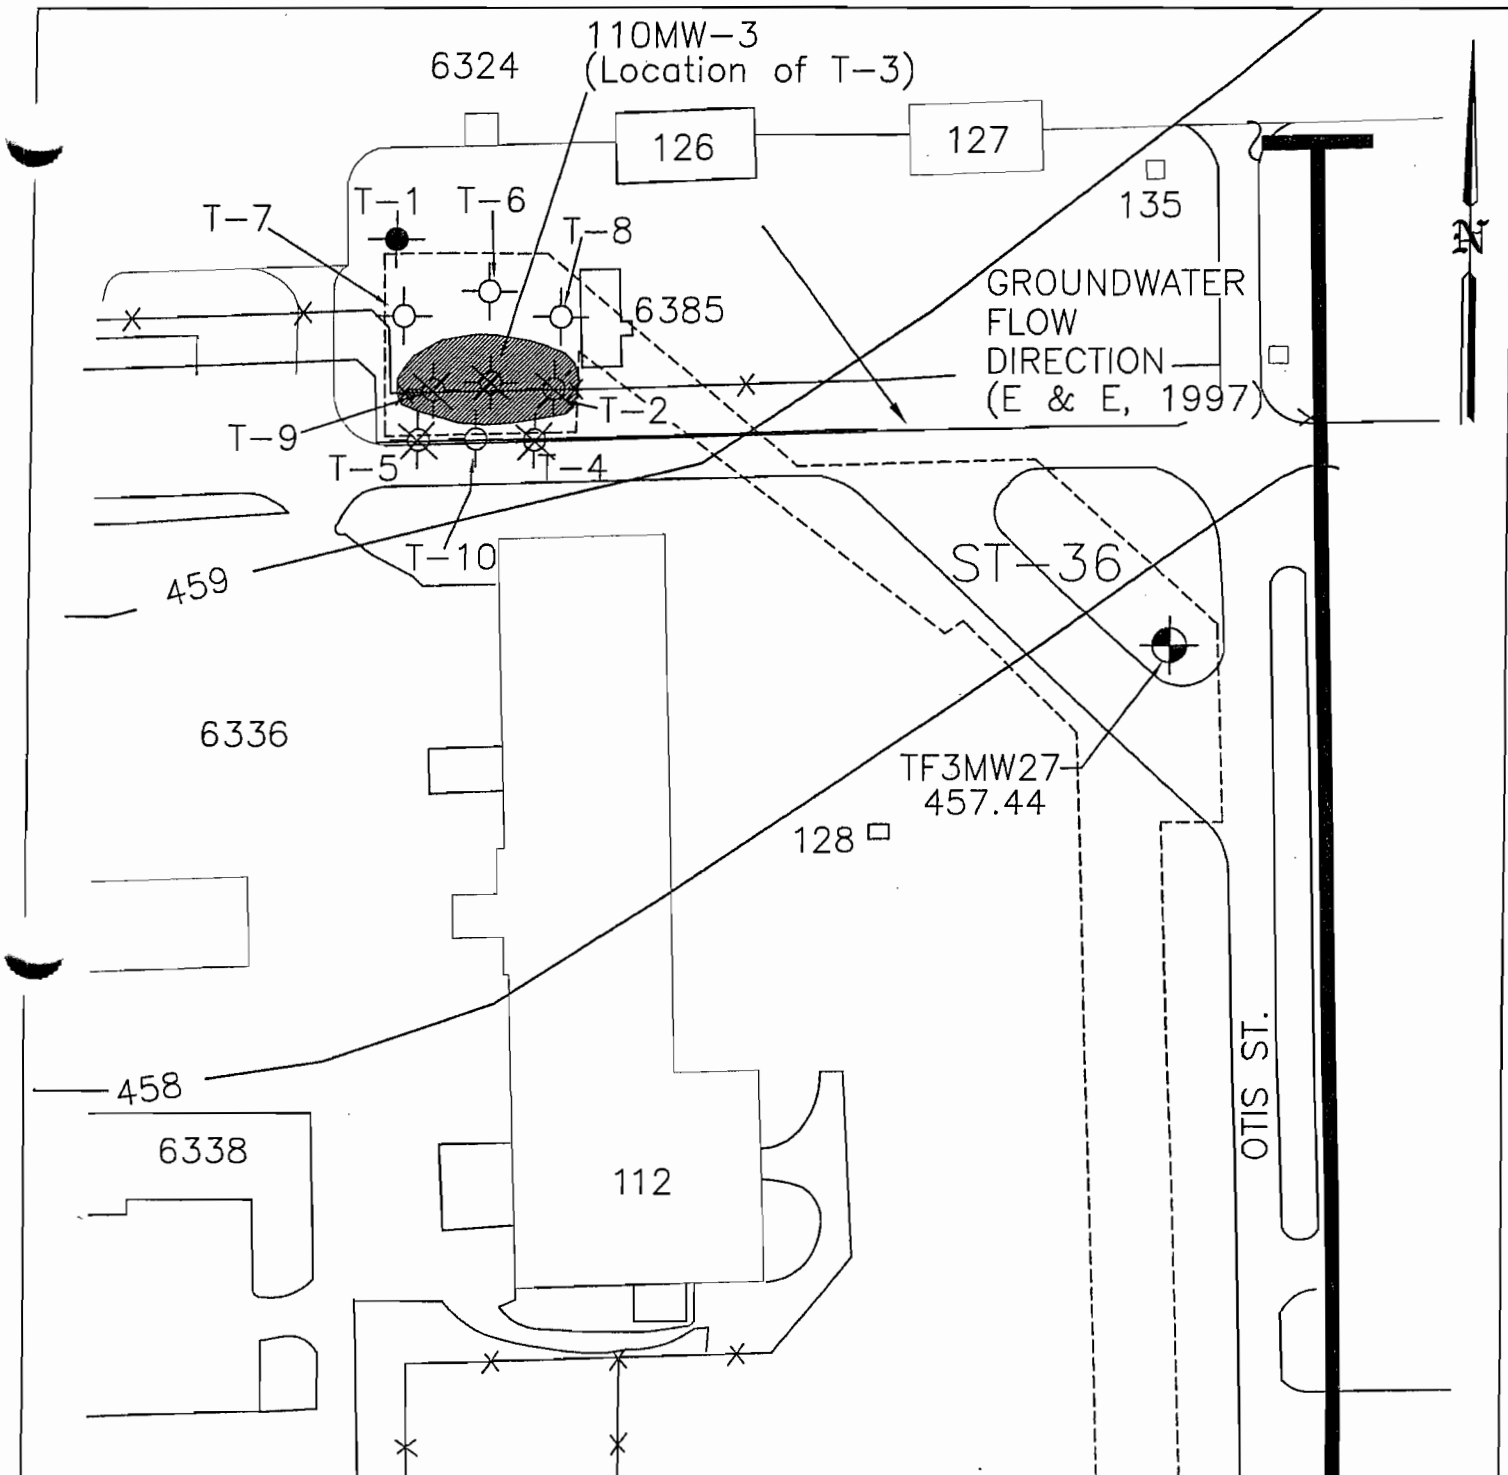 110MW-3
(Location of T-3)
6324
126
127
135
T-1
T-6
T-7
T-8
6385
GROUNDWATER
FLOW
DIRECTION
(E & E, 1997)
N
T-2
T-9
T-5
T-4
T-10
459
ST-36
6336
TF3MW27
457.44
128
458
6338
112
OTIS ST.